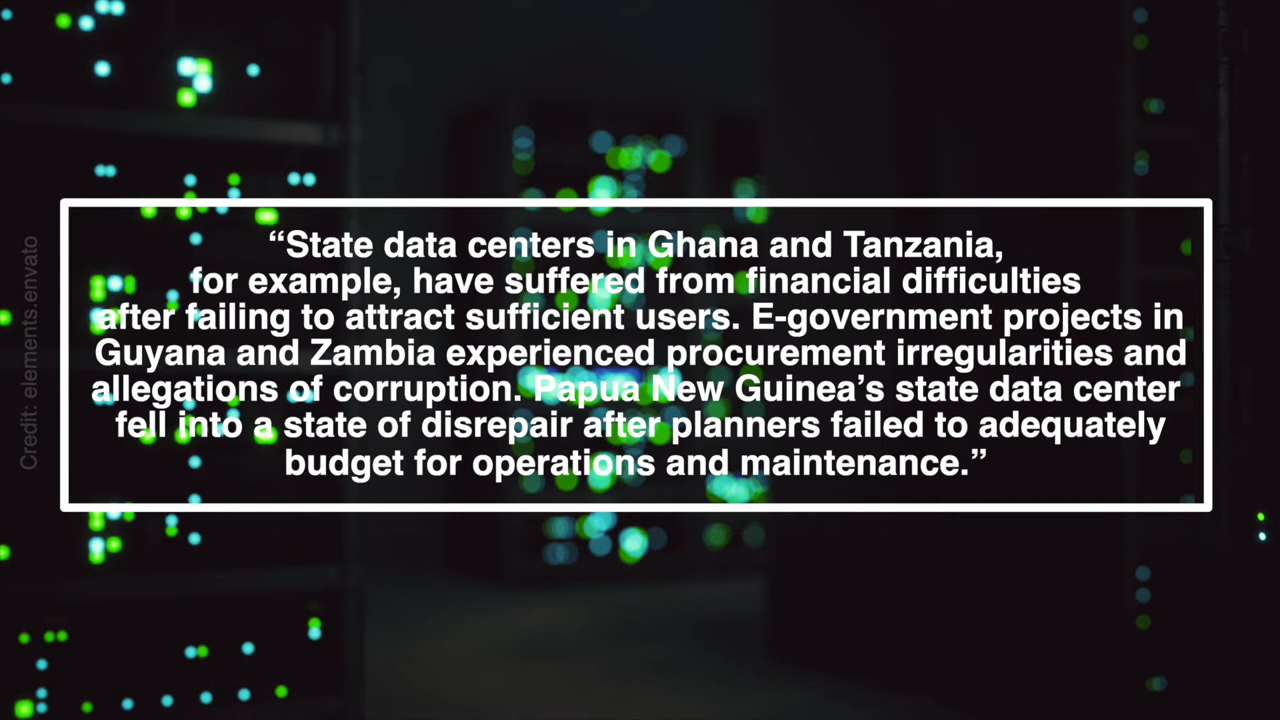 “State data centers in Ghana and Tanzania,
for example, have suffered from financial difficulties
after failing to attract sufficient users. E-government projects in
Guyana and Zambia experienced procurement irregularities and
allegations of corruption. Papua New Guinea’s state data center
fell into a state of disrepair after planners failed to adequately
budget for operations and maintenance.”
Credit: elements.envato